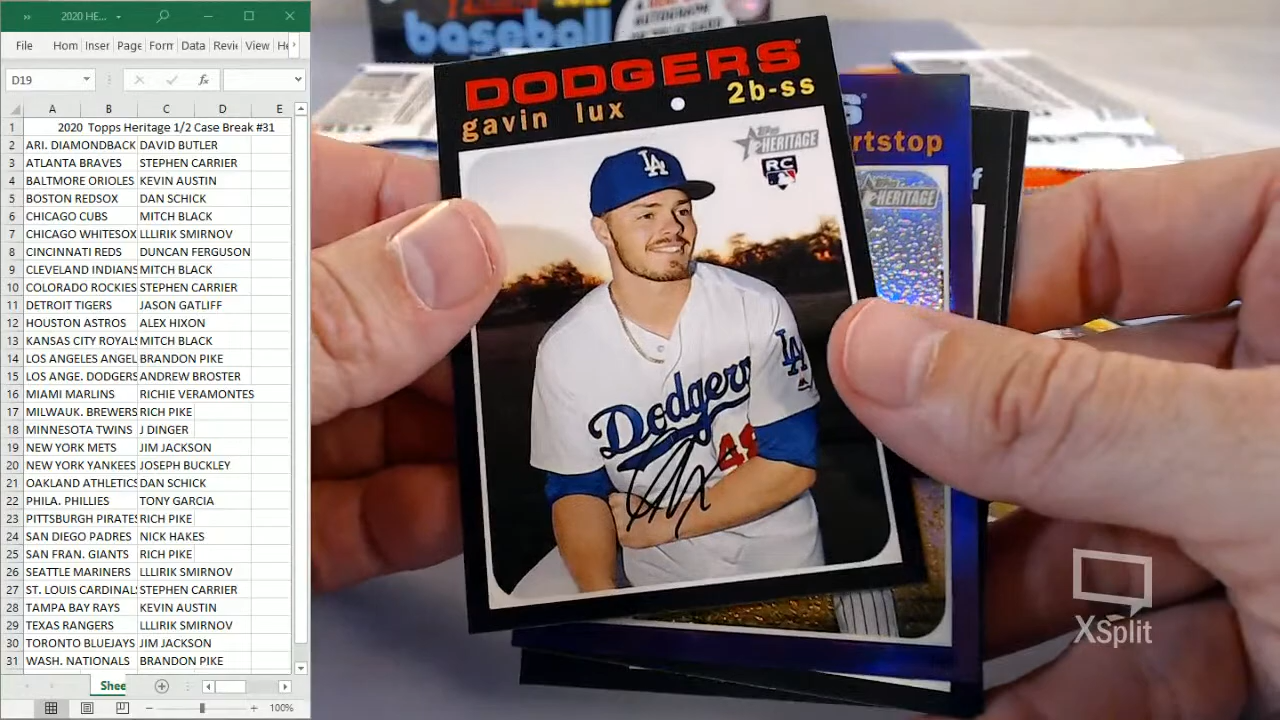 2020 HE...
File Hom Inser Page Form Data Revi View He
D19 fx
A B C D E
1 2020 Topps Heritage 1/2 Case Break #31
2 ARI. DIAMONDBACK DAVID BUTLER
3 ATLANTA BRAVES STEPHEN CARRIER
4 BALTMORE ORIOLES KEVIN AUSTIN
5 BOSTON REDSOX DAN SCHICK
6 CHICAGO CUBS MITCH BLACK
7 CHICAGO WHITESOX LLLIRIK SMIRNOV
8 CINCINNATI REDS DUNCAN FERGUSON
9 CLEVELAND INDIANS MITCH BLACK
10 COLORADO ROCKIES STEPHEN CARRIER
11 DETROIT TIGERS JASON GATLIFF
12 HOUSTON ASTROS ALEX HIXON
13 KANSAS CITY ROYALS MITCH BLACK
14 LOS ANGELES ANGEL BRANDON PIKE
15 LOS ANGE. DODGERS ANDREW BROSTER
16 MIAMI MARLINS RICHIE VERAMONTES
17 MILWAUK. BREWERS RICH PIKE
18 MINNESOTA TWINS J DINGER
19 NEW YORK METS JIM JACKSON
20 NEW YORK YANKEES JOSEPH BUCKLEY
21 OAKLAND ATHLETICS DAN SCHICK
22 PHILA. PHILLIES TONY GARCIA
23 PITTSBURGH PIRATES RICH PIKE
24 SAN DIEGO PADRES NICK HAKES
25 SAN FRAN. GIANTS RICH PIKE
26 SEATTLE MARINERS LLLIRIK SMIRNOV
27 ST. LOUIS CARDINALS STEPHEN CARRIER
28 TAMPA BAY RAYS KEVIN AUSTIN
29 TEXAS RANGERS LLLIRIK SMIRNOV
30 TORONTO BLUEJAYS JIM JACKSON
31 WASH. NATIONALS BRANDON PIKE
Shee
100%
baseball
AUTOGRAPH
DODGERS
gavin lux • 2b-ss
Topps
HERITAGE
RC
LA
Dodgers
LA
S
rtstop
HERITAGE
f
XSplit